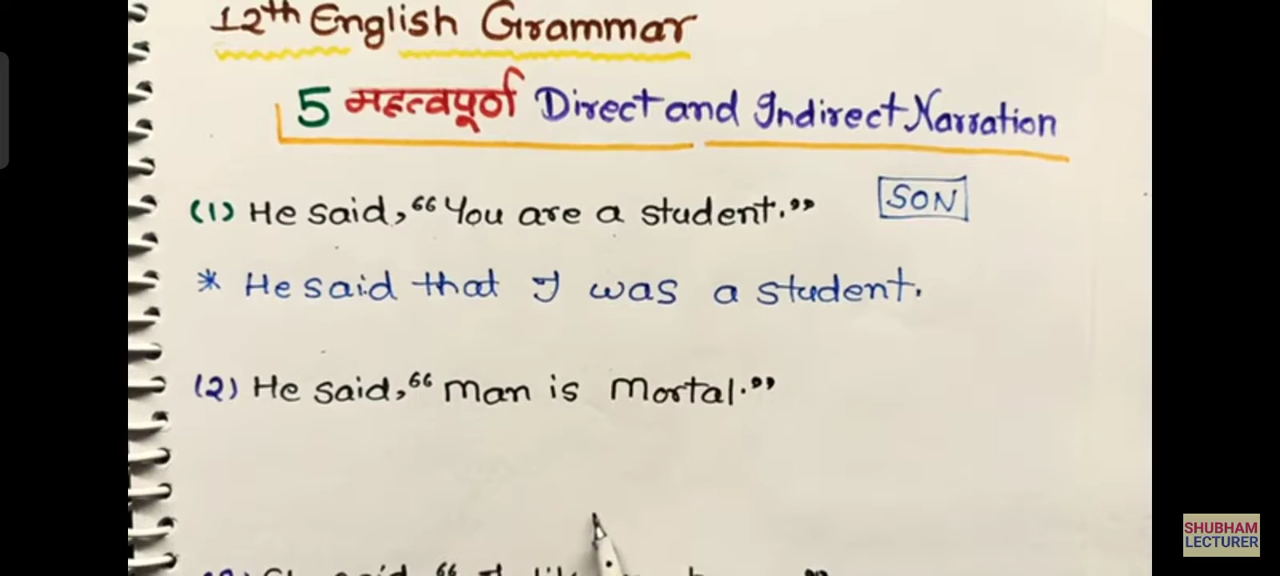 12th English Grammar
5 महत्वपूर्ण Direct and Indirect Narration
(1) He said, “You are a student.”
SON
* He said that I was a student.
(2) He said, “Man is Mortal.”
SHUBHAM
LECTURER